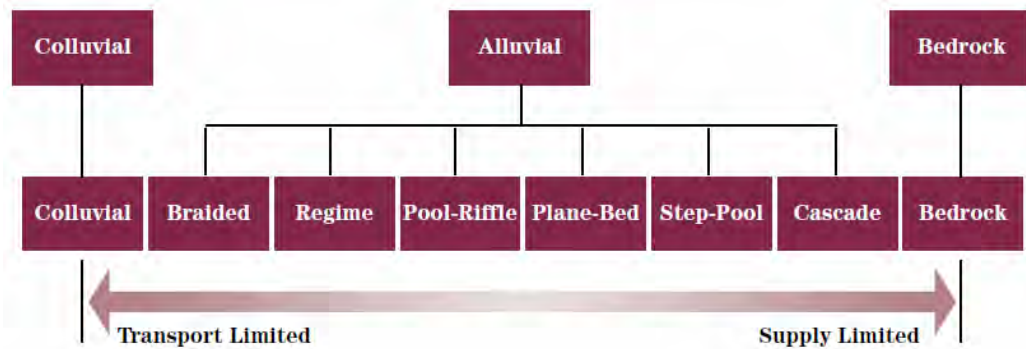 Colluvial Alluvial Bedrock
Colluvial Braided Regime Pool-Riffle Plane-Bed Step-Pool Cascade Bedrock
Transport Limited Supply Limited